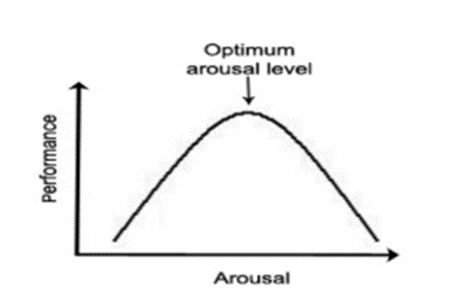 Optimum
arousal level
Performance
Arousal